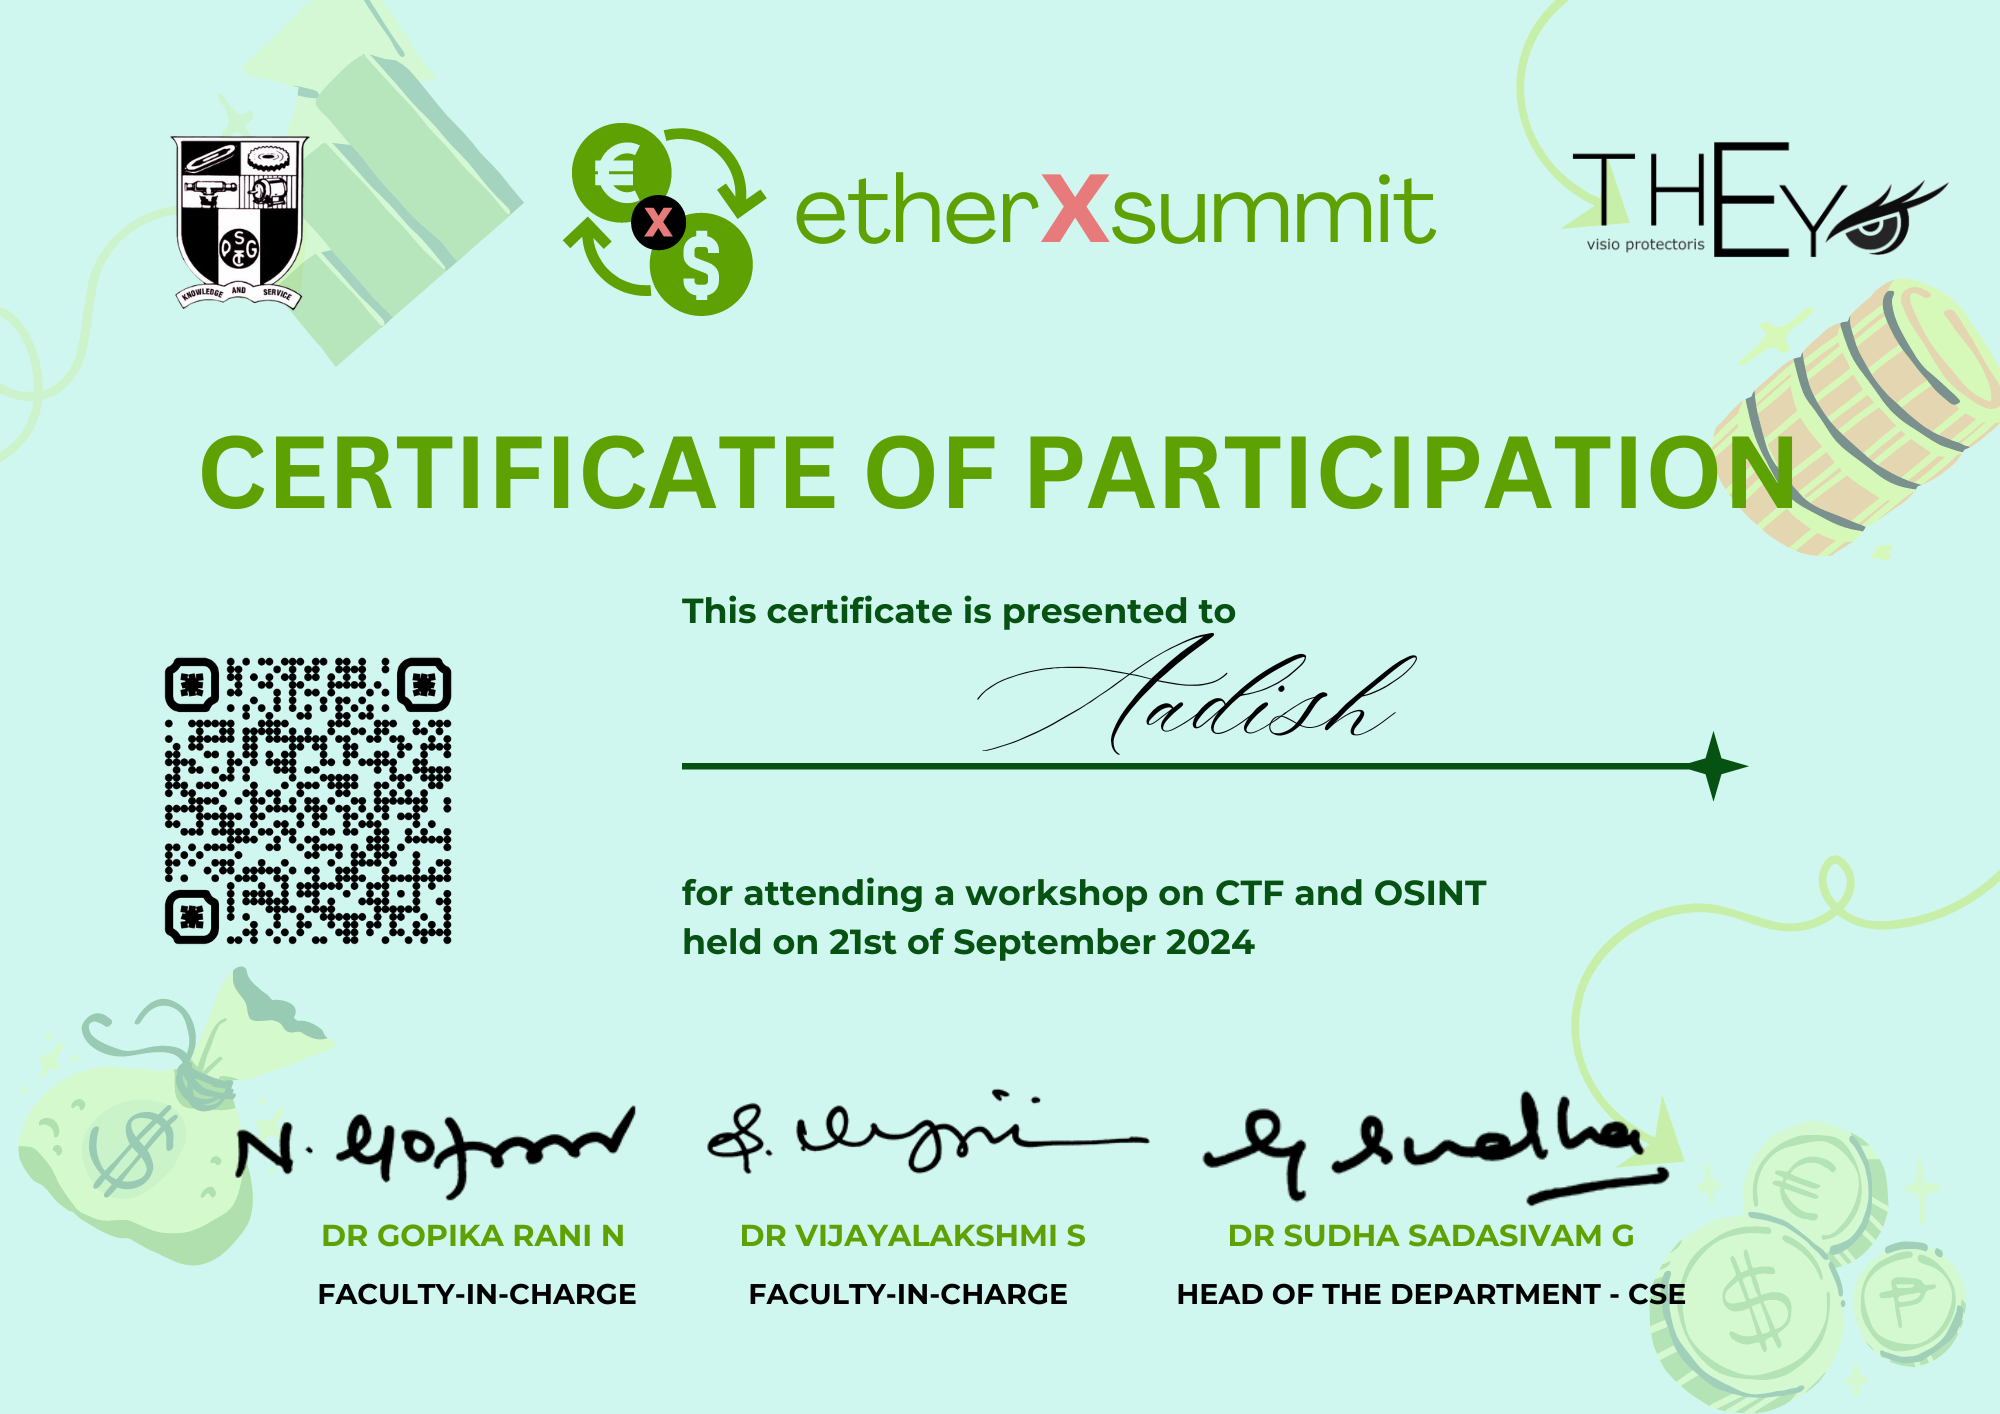 PSG
CT
KNOWLEDGE AND SERVICE
€
X
$
etherXsummit
THEY
visio protectoris
CERTIFICATE OF PARTICIPATION
This certificate is presented to
Aadish
for attending a workshop on CTF and OSINT
held on 21st of September 2024
N. Gopika
S. Vijayalakshmi
G Sudha
DR GOPIKA RANI N
DR VIJAYALAKSHMI S
DR SUDHA SADASIVAM G
FACULTY-IN-CHARGE
FACULTY-IN-CHARGE
HEAD OF THE DEPARTMENT - CSE